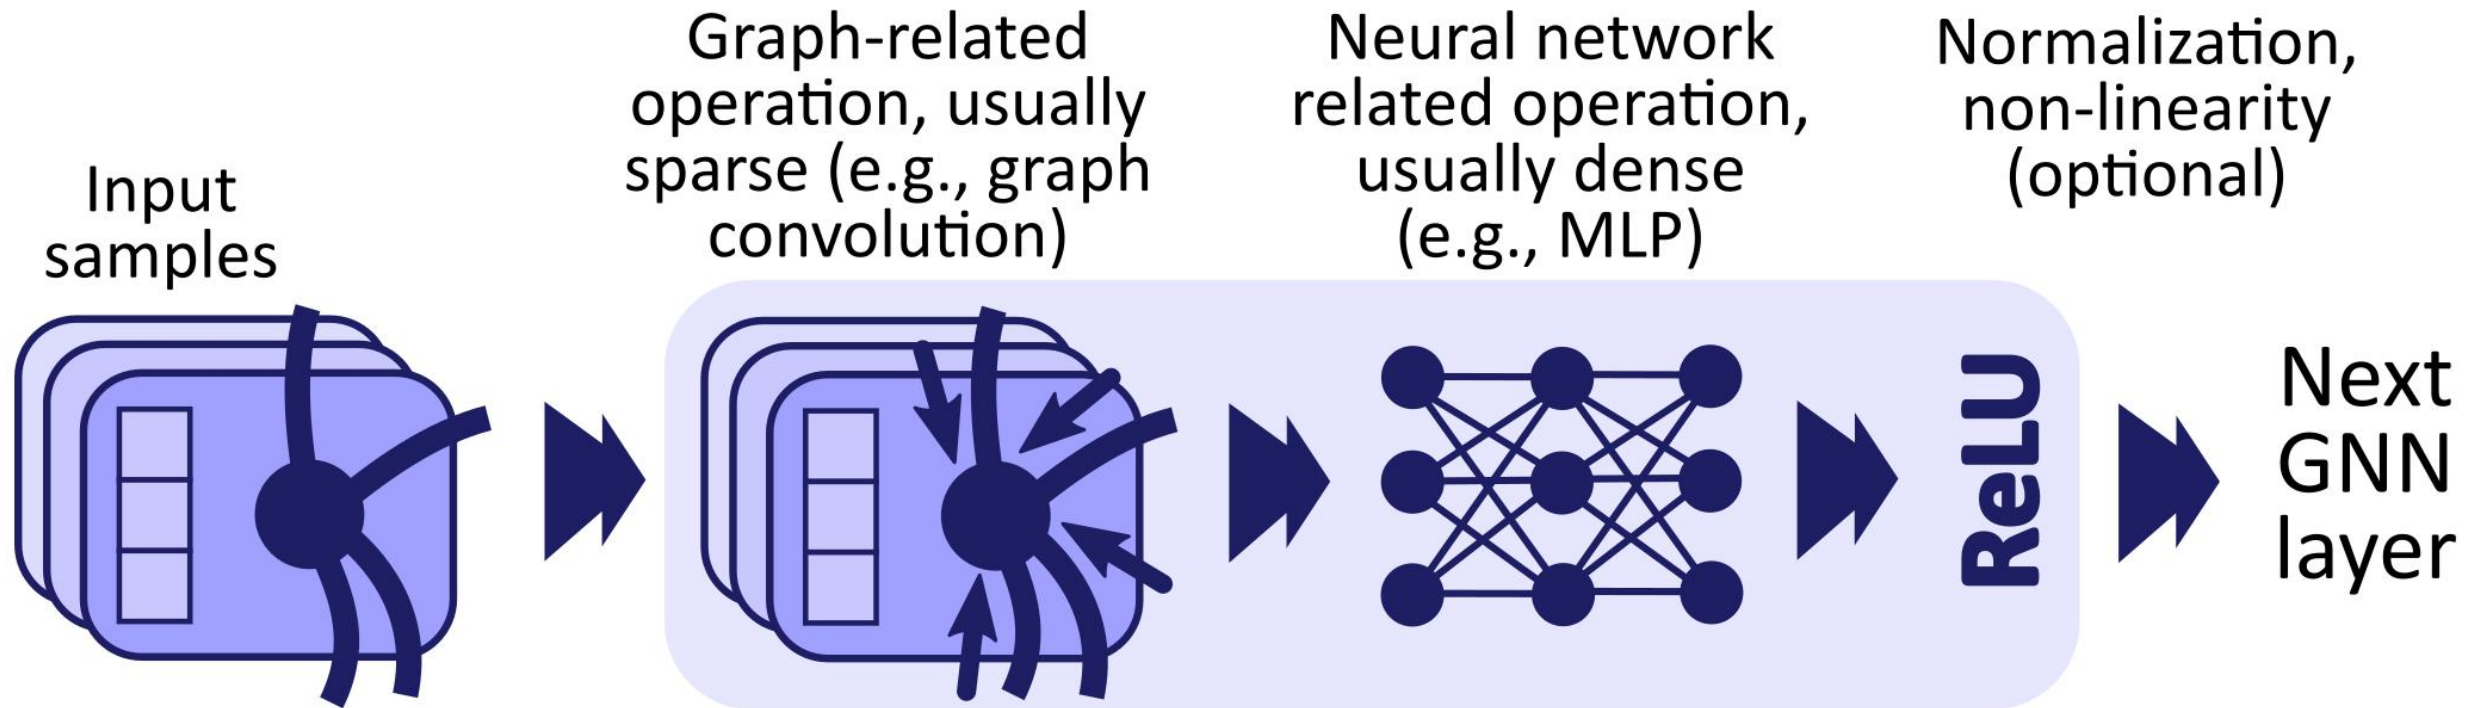 Input
samples
Graph-related
operation, usually
sparse (e.g., graph
convolution)
Neural network
related operation,
usually dense
(e.g., MLP)
Normalization,
non-linearity
(optional)
ReLU
Next
GNN
layer